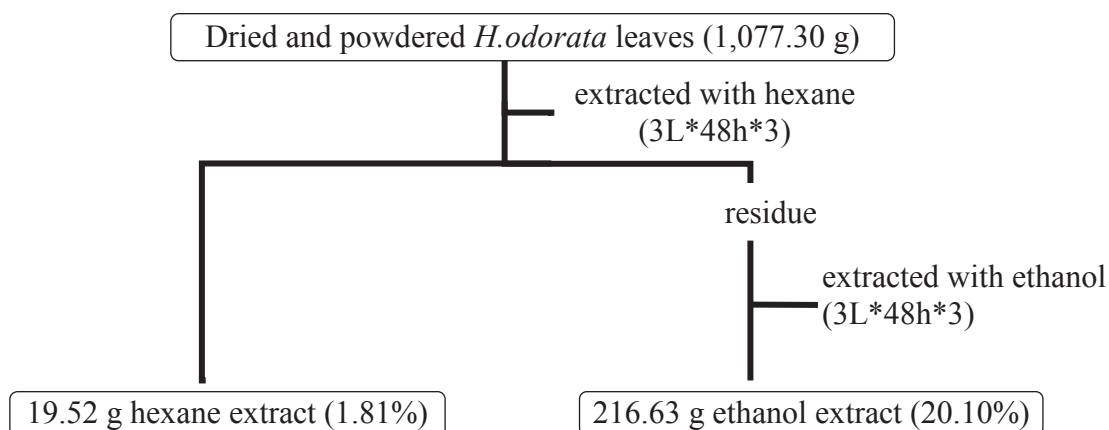 Dried and powdered H.odorata leaves (1,077.30 g)
extracted with hexane
(3L*48h*3)
residue
extracted with ethanol
(3L*48h*3)
19.52 g hexane extract (1.81%)
216.63 g ethanol extract (20.10%)